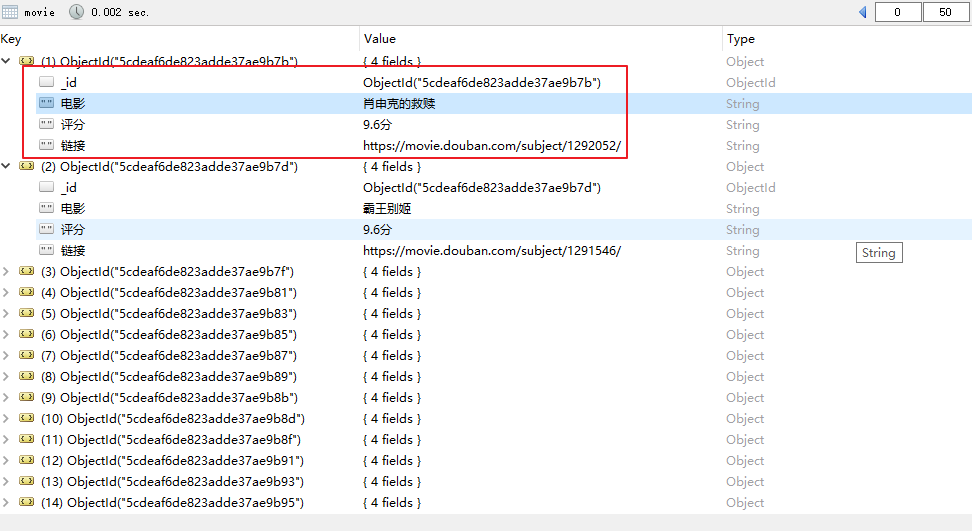 movie 0.002 sec. 0 50
Key Value Type
(1) ObjectId("5cdeaf6de823adde37ae9b7b") { 4 fields } Object
_id ObjectId("5cdeaf6de823adde37ae9b7b") ObjectId
"" 电影 肖申克的救赎 String
"" 评分 9.6分 String
"" 链接 https://movie.douban.com/subject/1292052/ String
(2) ObjectId("5cdeaf6de823adde37ae9b7d") { 4 fields } Object
_id ObjectId("5cdeaf6de823adde37ae9b7d") ObjectId
"" 电影 霸王别姬 String
"" 评分 9.6分 String
"" 链接 https://movie.douban.com/subject/1291546/ String
String
(3) ObjectId("5cdeaf6de823adde37ae9b7f") { 4 fields } Object
(4) ObjectId("5cdeaf6de823adde37ae9b81") { 4 fields } Object
(5) ObjectId("5cdeaf6de823adde37ae9b83") { 4 fields } Object
(6) ObjectId("5cdeaf6de823adde37ae9b85") { 4 fields } Object
(7) ObjectId("5cdeaf6de823adde37ae9b87") { 4 fields } Object
(8) ObjectId("5cdeaf6de823adde37ae9b89") { 4 fields } Object
(9) ObjectId("5cdeaf6de823adde37ae9b8b") { 4 fields } Object
(10) ObjectId("5cdeaf6de823adde37ae9b8d") { 4 fields } Object
(11) ObjectId("5cdeaf6de823adde37ae9b8f") { 4 fields } Object
(12) ObjectId("5cdeaf6de823adde37ae9b91") { 4 fields } Object
(13) ObjectId("5cdeaf6de823adde37ae9b93") { 4 fields } Object
(14) ObjectId("5cdeaf6de823adde37ae9b95") { 4 fields } Object